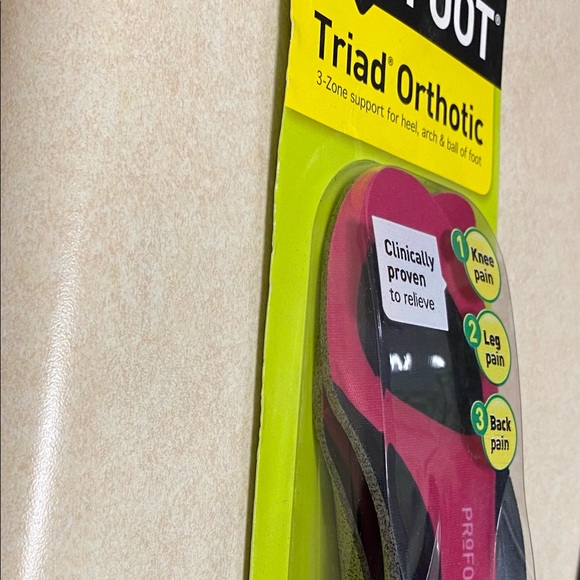 FOOT®
Triad® Orthotic
3-Zone support for heel, arch & ball of foot
Clinically
proven
to relieve
1 Knee
pain
2 Leg
pain
3 Back
pain
PROFO